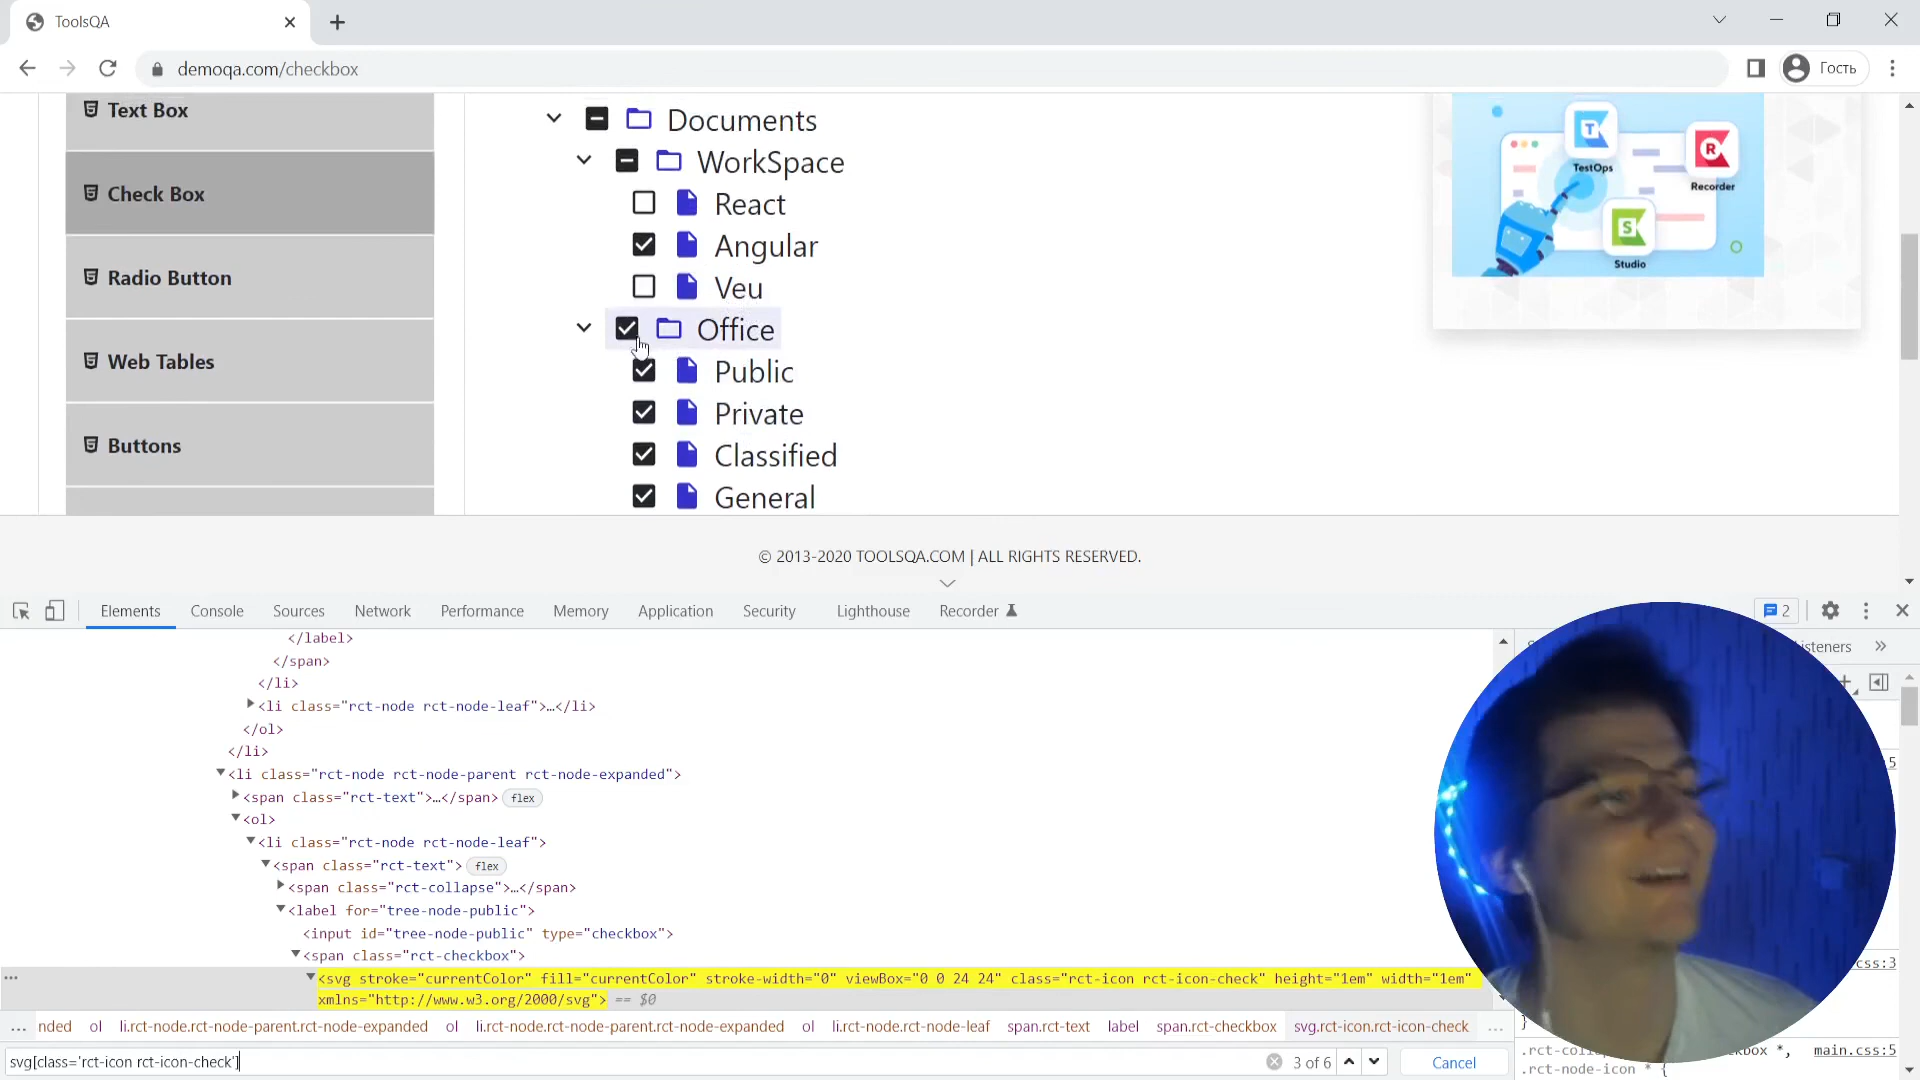 ToolsQA
demoqa.com/checkbox
Гость
Text Box
Check Box
Radio Button
Web Tables
Buttons
Documents
WorkSpace
React
Angular
Veu
Office
Public
Private
Classified
General
TestOps
Recorder
Studio
© 2013-2020 TOOLSQA.COM | ALL RIGHTS RESERVED.
Elements Console Sources Network Performance Memory Application Security Lighthouse Recorder
2
</label>
</span>
</li>
<li class="rct-node rct-node-leaf">…</li>
</ol>
</li>
<li class="rct-node rct-node-parent rct-node-expanded">
<span class="rct-text">…</span> flex
<ol>
<li class="rct-node rct-node-leaf">
<span class="rct-text"> flex
<span class="rct-collapse">…</span>
<label for="tree-node-public">
<input id="tree-node-public" type="checkbox">
<span class="rct-checkbox">
<svg stroke="currentColor" fill="currentColor" stroke-width="0" viewBox="0 0 24 24" class="rct-icon rct-icon-check" height="1em" width="1em"
xmlns="http://www.w3.org/2000/svg"> == $0
... nded ol li.rct-node.rct-node-parent.rct-node-expanded ol li.rct-node.rct-node-parent.rct-node-expanded ol li.rct-node.rct-node-leaf span.rct-text label span.rct-checkbox svg.rct-icon.rct-icon-check ...
svg[class='rct-icon rct-icon-check']
3 of 6
Cancel
isteners
:5
css:3
}
.rct-coll
box *,
main.css:5
.rct-node-icon * {